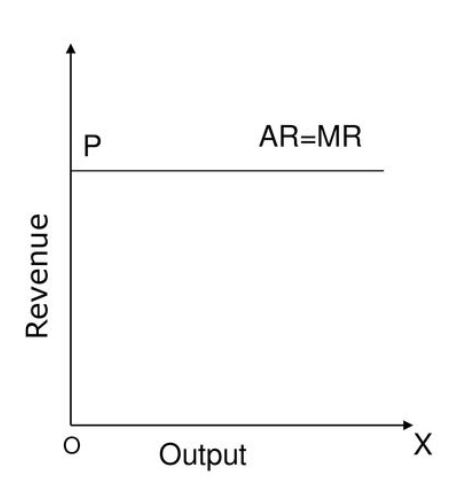 P
AR=MR
Revenue
O
Output
X